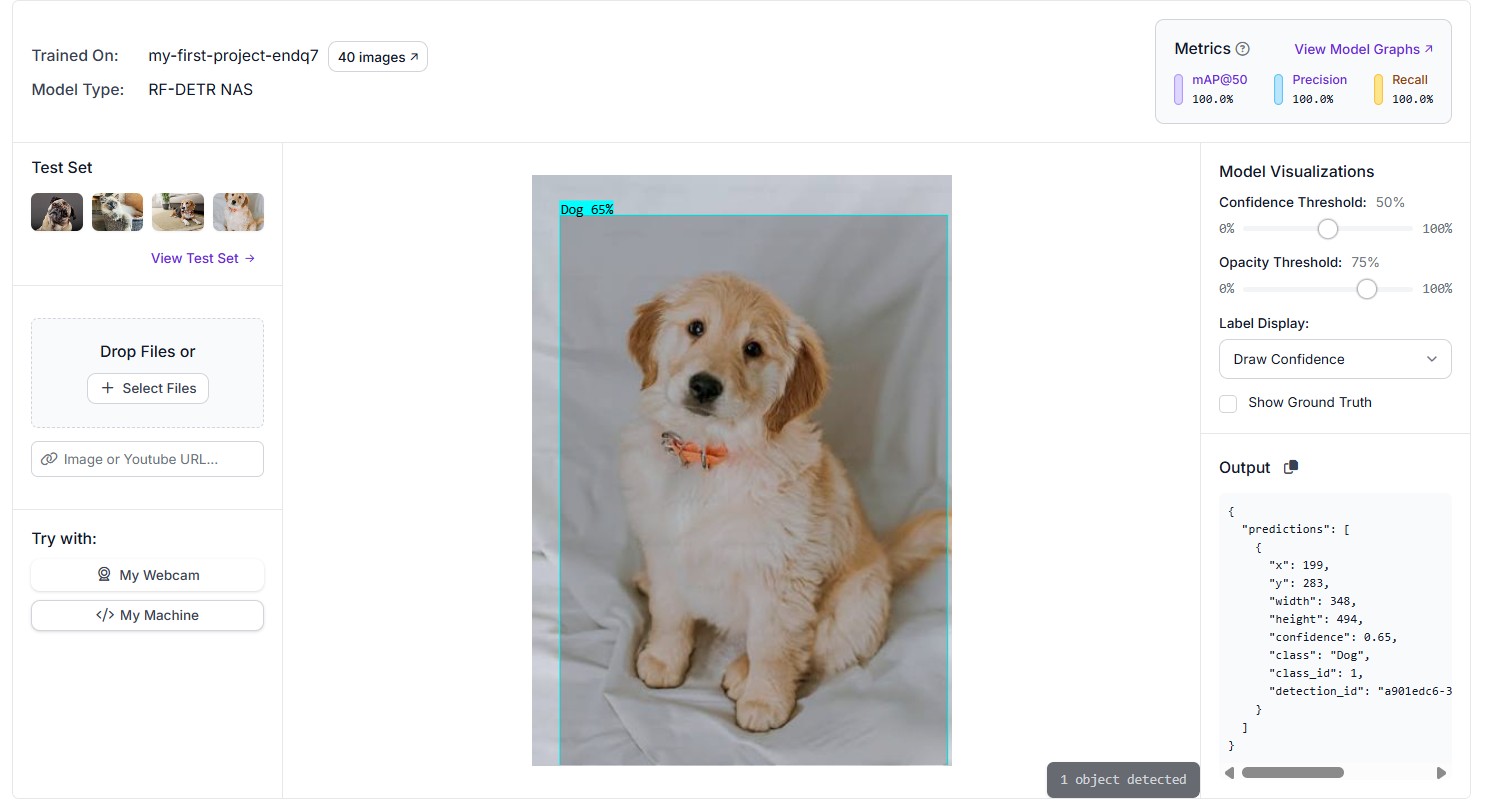 Trained On: my-first-project-endq7 40 images ↗
Model Type: RF-DETR NAS
Metrics ? View Model Graphs ↗
mAP@50 Precision Recall
100.0% 100.0% 100.0%
Test Set
View Test Set →
Drop Files or
+ Select Files
Image or Youtube URL...
Try with:
My Webcam
</> My Machine
Dog 65%
1 object detected
Model Visualizations
Confidence Threshold: 50%
0% 100%
Opacity Threshold: 75%
0% 100%
Label Display:
Draw Confidence
Show Ground Truth
Output
{
"predictions": [
{
"x": 199,
"y": 283,
"width": 348,
"height": 494,
"confidence": 0.65,
"class": "Dog",
"class_id": 1,
"detection_id": "a901edc6-3
}
]
}